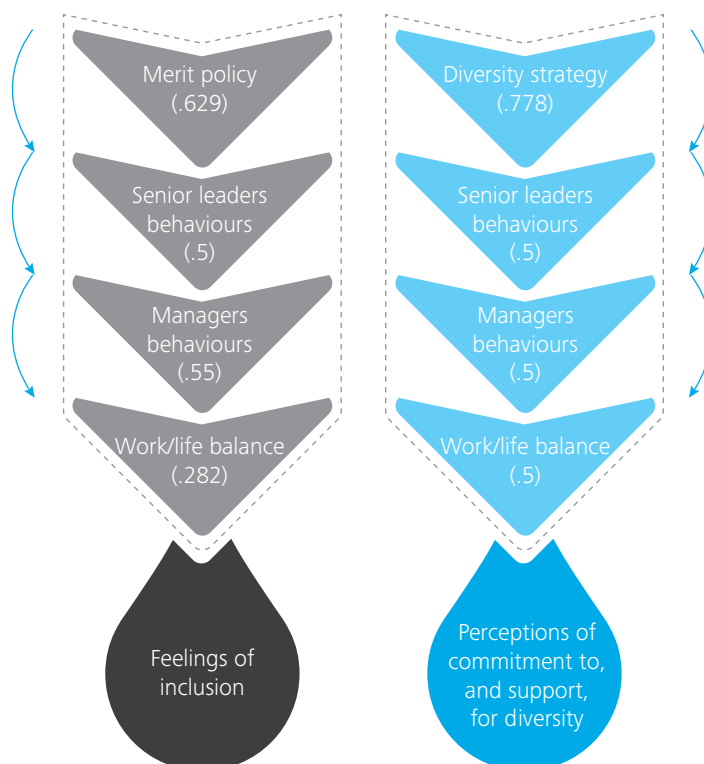 Merit policy
(.629)
Senior leaders
behaviours
(.5)
Managers
behaviours
(.55)
Work/life balance
(.282)
Feelings of
inclusion
Diversity strategy
(.778)
Senior leaders
behaviours
(.5)
Managers
behaviours
(.5)
Work/life balance
(.5)
Perceptions of
commitment to,
and support,
for diversity